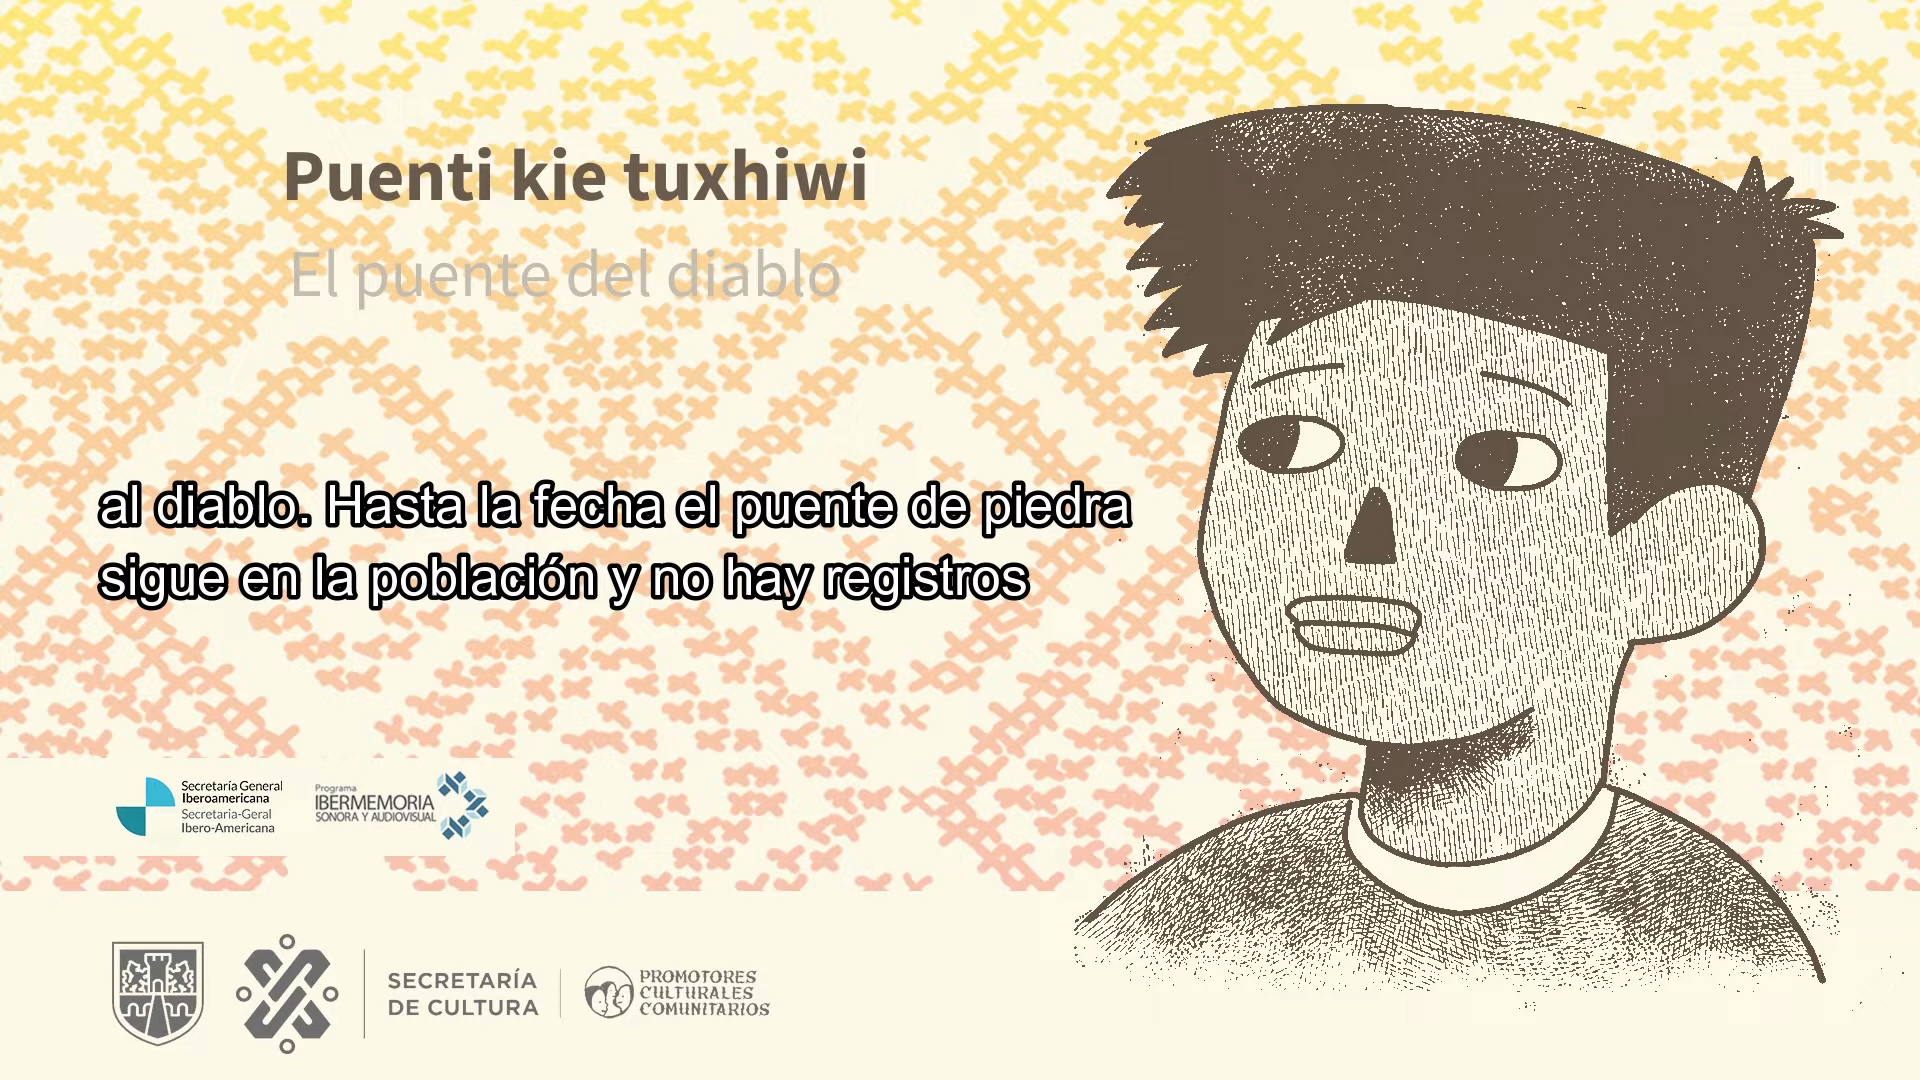 Puenti kie tuxhiwi
El puente del diablo
al diablo. Hasta la fecha el puente de piedra
sigue en la población y no hay registros
Secretaría General
Iberoamericana
Secretaria-Geral
Ibero-Americana
Programa
IBERMEMORIA
SONORA Y AUDIOVISUAL
SECRETARÍA
DE CULTURA
PROMOTORES
CULTURALES
COMUNITARIOS